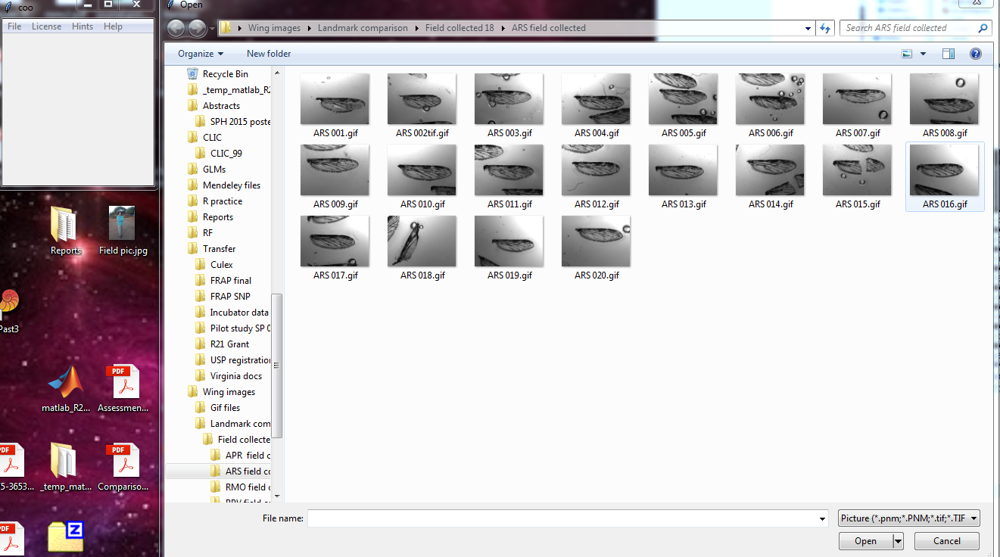 coo
File License Hints Help
Reports
Field pic.jpg
Past3
matlab_R2...
Assessmen...
5-3653...
_temp_mat...
Compariso...
PDF
PDF
PDF
PDF
Z
Open
Wing images Landmark comparison Field collected 18 ARS field collected
Search ARS field collected
Organize New folder
Recycle Bin
_temp_matlab_R2
Abstracts
SPH 2015 poste
CLIC
CLIC_99
GLMs
Mendeley files
R practice
Reports
RF
Transfer
Culex
FRAP final
FRAP SNP
Incubator data
Pilot study SP 0
R21 Grant
USP registration
Virginia docs
Wing images
Gif files
Landmark com
Field collecte
APR field c
ARS field co
RMO field c
ARS 001.gif ARS 002tif.gif ARS 003.gif ARS 004.gif ARS 005.gif ARS 006.gif ARS 007.gif ARS 008.gif
ARS 009.gif ARS 010.gif ARS 011.gif ARS 012.gif ARS 013.gif ARS 014.gif ARS 015.gif ARS 016.gif
ARS 017.gif ARS 018.gif ARS 019.gif ARS 020.gif
File name:
Picture (*.pnm;*.PNM;*.tif;*.TIF
Open Cancel